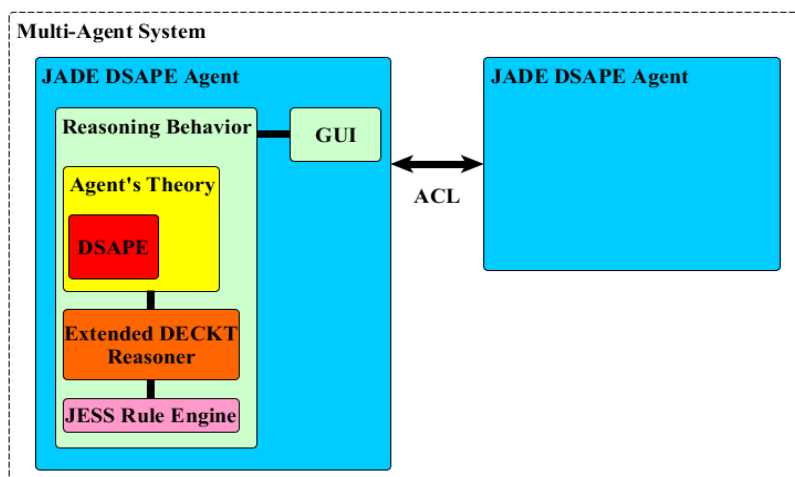 Multi-Agent System
JADE DSAPE Agent
Reasoning Behavior
GUI
Agent's Theory
DSAPE
Extended DECKT
Reasoner
JESS Rule Engine
ACL
JADE DSAPE Agent